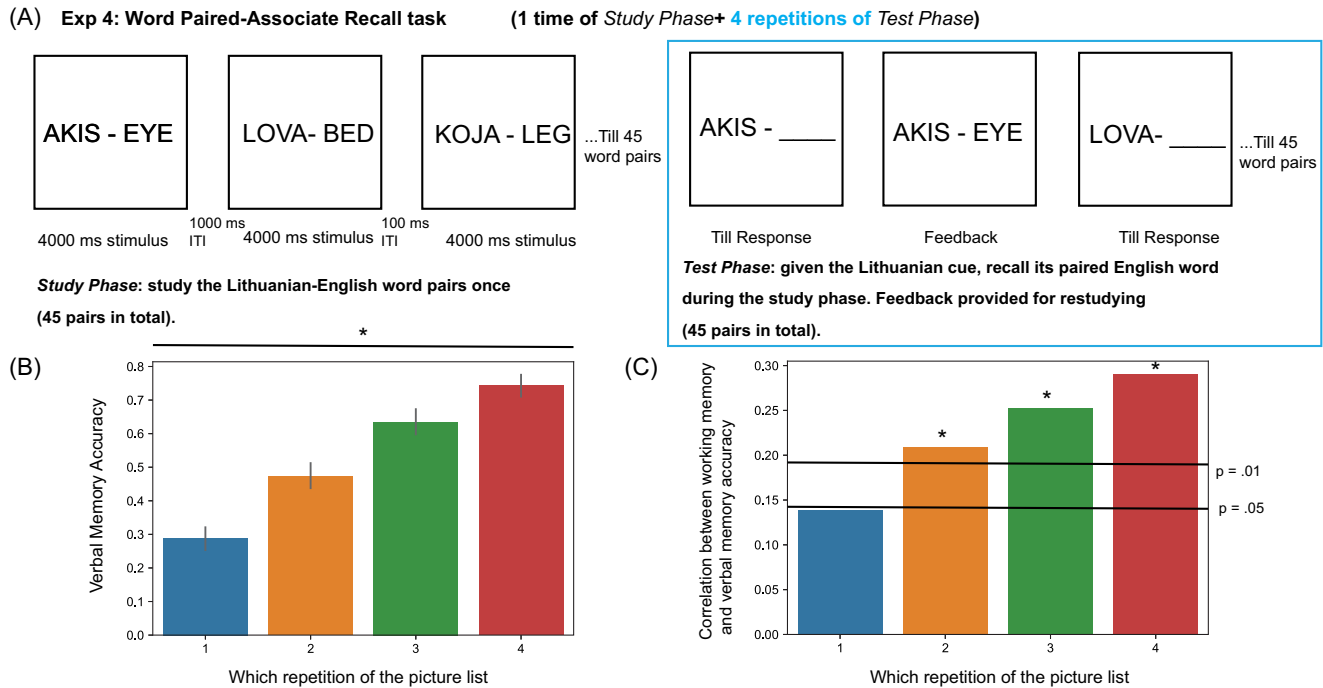 (A) Exp 4: Word Paired-Associate Recall task (1 time of Study Phase+ 4 repetitions of Test Phase)
AKIS - EYE
LOVA- BED
KOJA - LEG
...Till 45
word pairs
4000 ms stimulus
1000 ms
ITI
4000 ms stimulus
100 ms
ITI
4000 ms stimulus
Study Phase: study the Lithuanian-English word pairs once
(45 pairs in total).
AKIS - ____
AKIS - EYE
LOVA- ____
...Till 45
word pairs
Till Response
Feedback
Till Response
Test Phase: given the Lithuanian cue, recall its paired English word
during the study phase. Feedback provided for restudying
(45 pairs in total).
(B)
*
Verbal Memory Accuracy
0.8
0.7
0.6
0.5
0.4
0.3
0.2
0.1
0.0
1 2 3 4
Which repetition of the picture list
(C)
Correlation between working memory
and verbal memory accuracy
0.30
0.25
0.20
0.15
0.10
0.05
0.00
*
*
*
p = .01
p = .05
1 2 3 4
Which repetition of the picture list